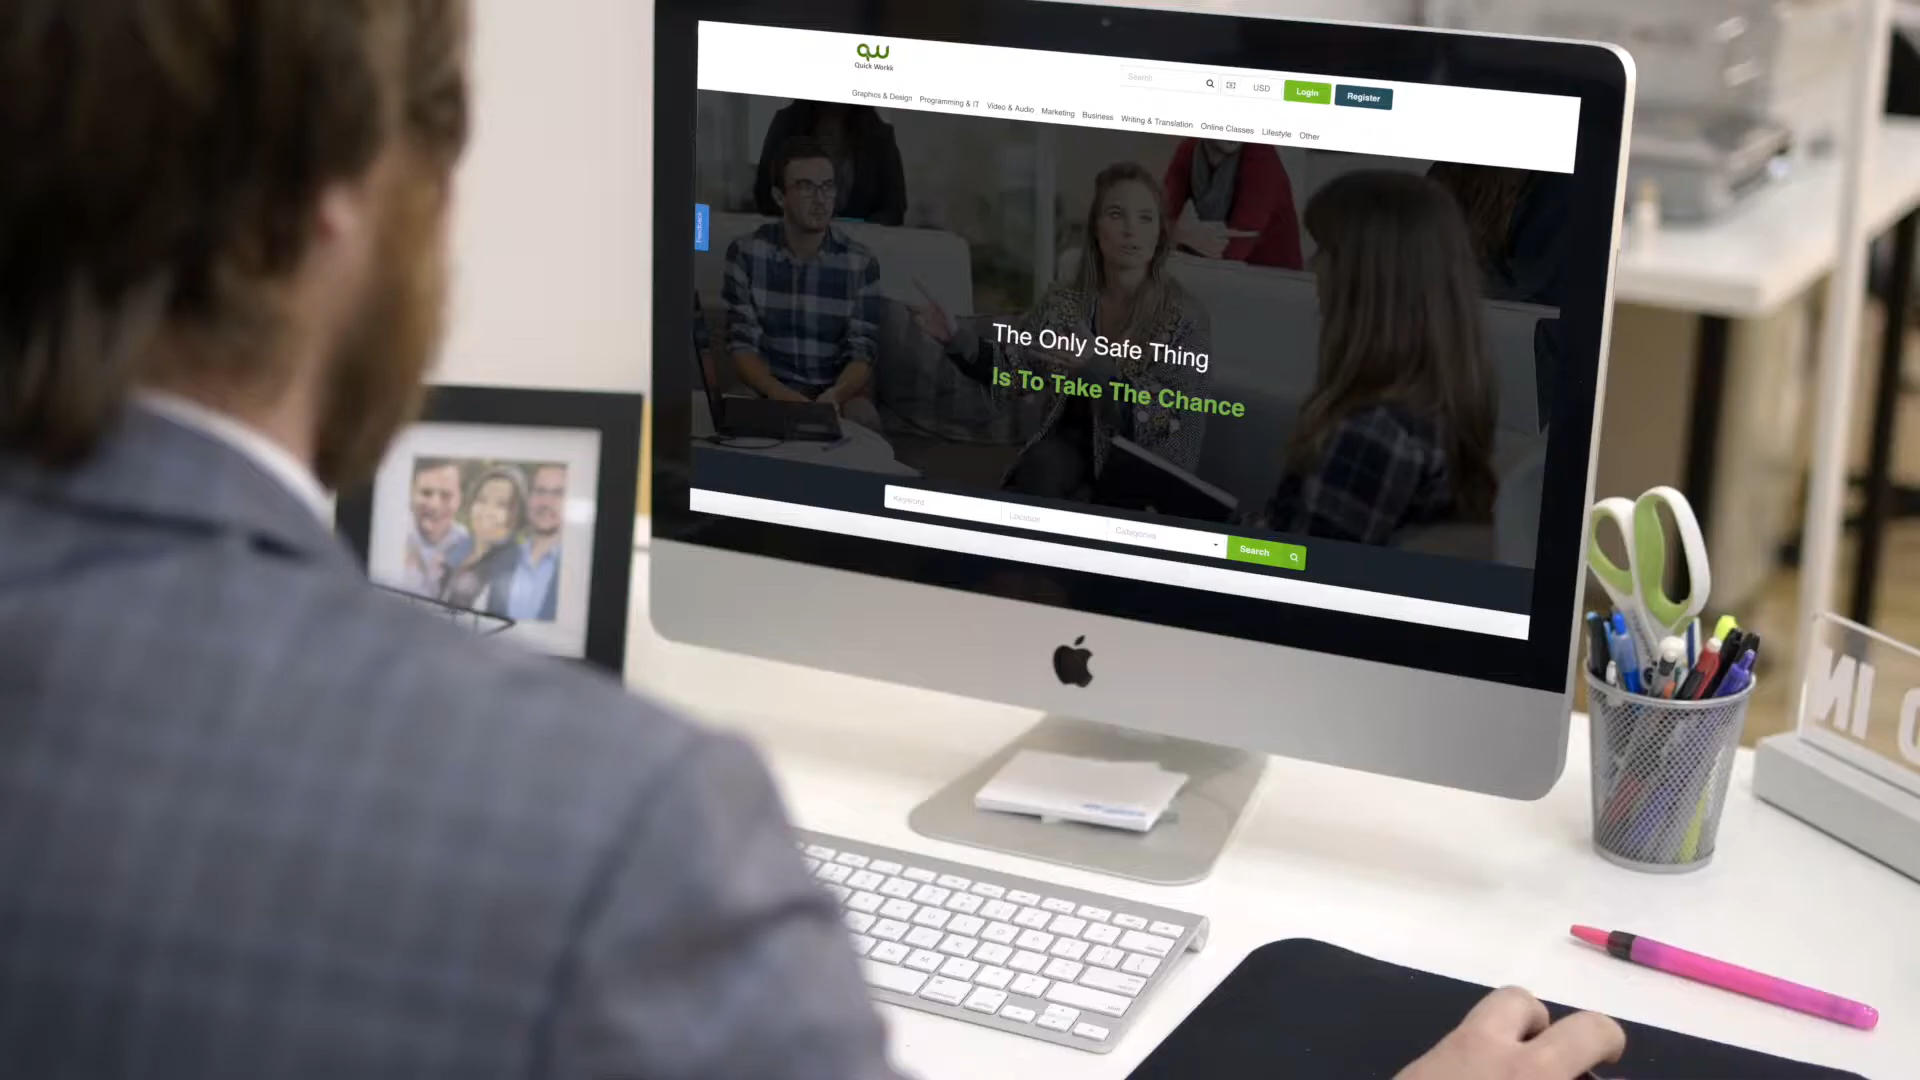 qw
Quick Workk
Search
USD
Login
Register
Graphics & Design
Programming & IT
Video & Audio
Marketing
Business
Writing & Translation
Online Classes
Lifestyle
Other
Feedback
The Only Safe Thing
Is To Take The Chance
Keyword
Location
Categories
Search